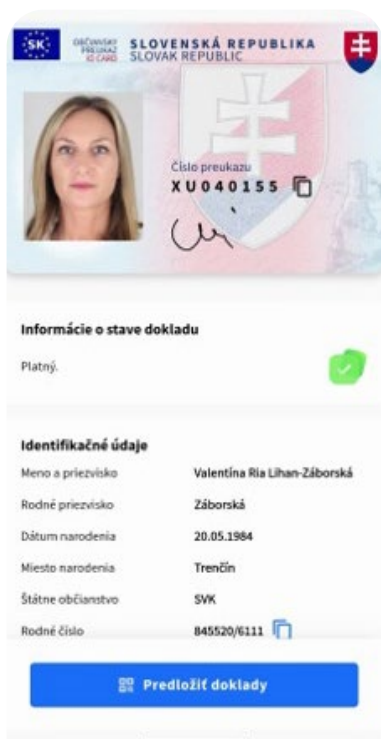 SK
OBČIANSKY PREUKAZ ID CARD
SLOVENSKÁ REPUBLIKA
SLOVAK REPUBLIC
Číslo preukazu
XU040155
Informácie o stave dokladu
Platný.
Identifikačné údaje
Meno a priezvisko Valentína Ria Lihan-Záborská
Rodné priezvisko Záborská
Dátum narodenia 20.05.1984
Miesto narodenia Trenčín
Štátne občianstvo SVK
Rodné číslo 845520/6111
Predložiť doklady